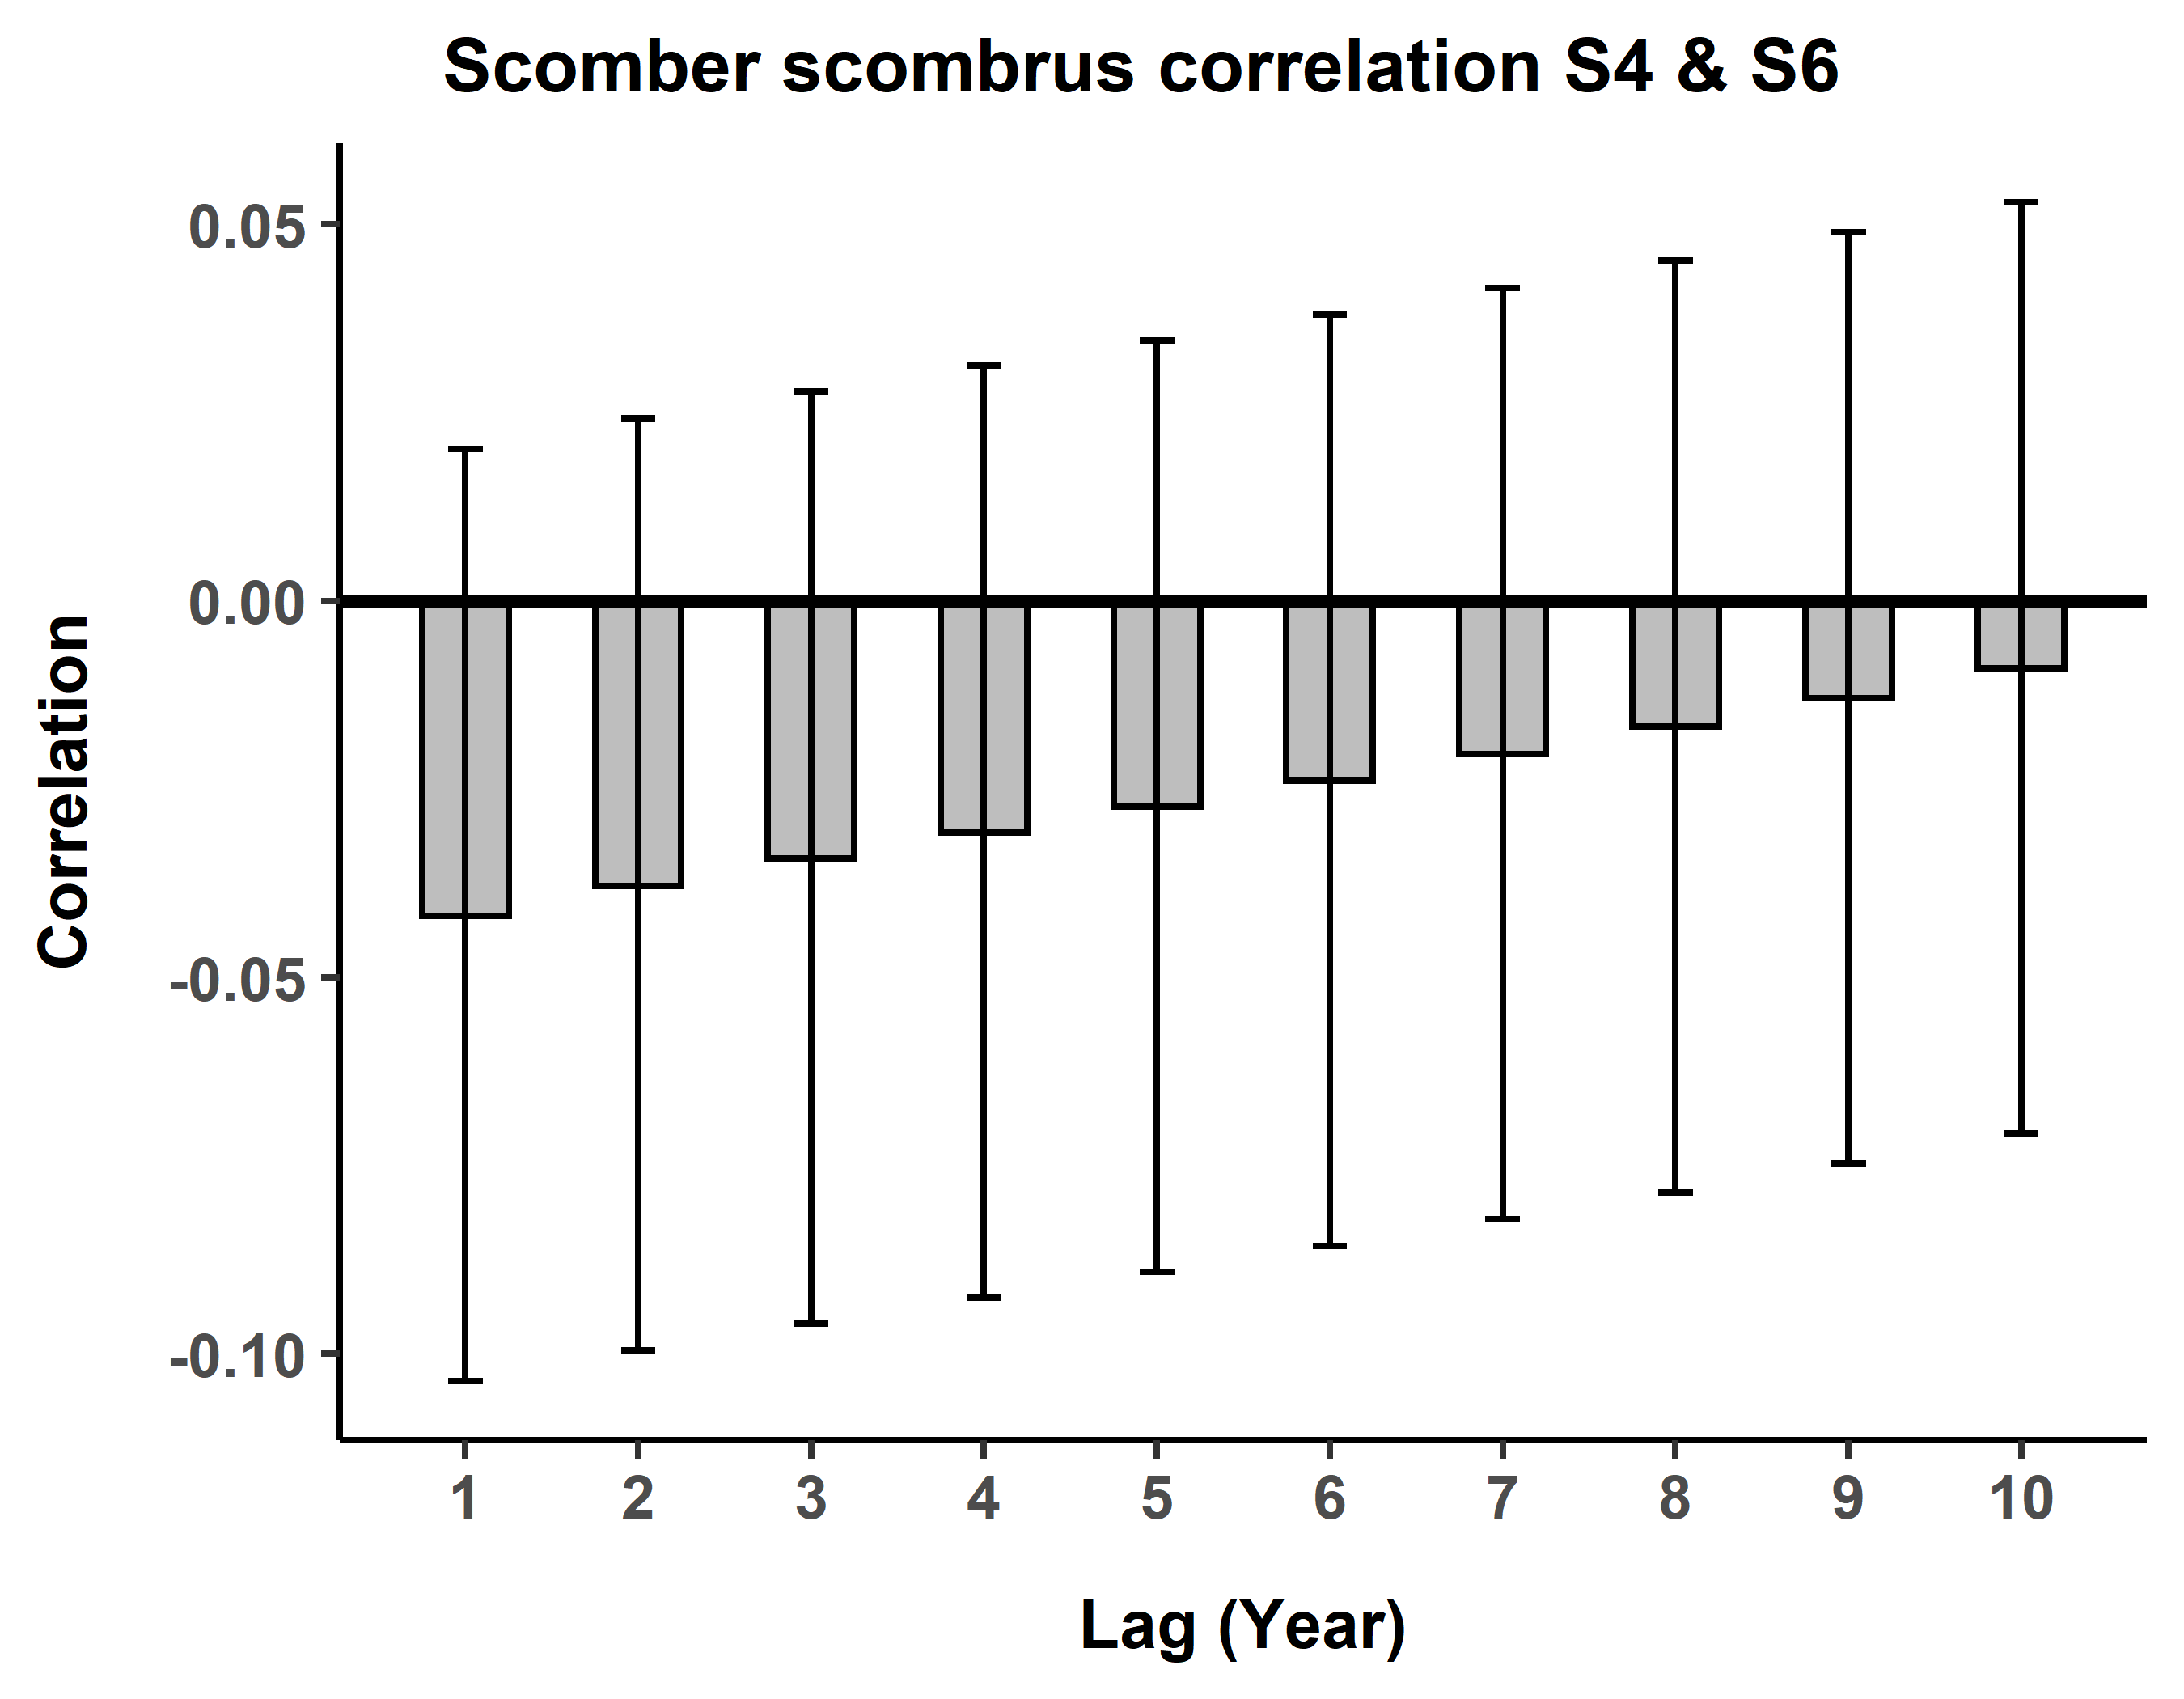 Scomber scombrus correlation S4 & S6
0.05
0.00
-0.05
-0.10
Correlation
1 2 3 4 5 6 7 8 9 10
Lag (Year)